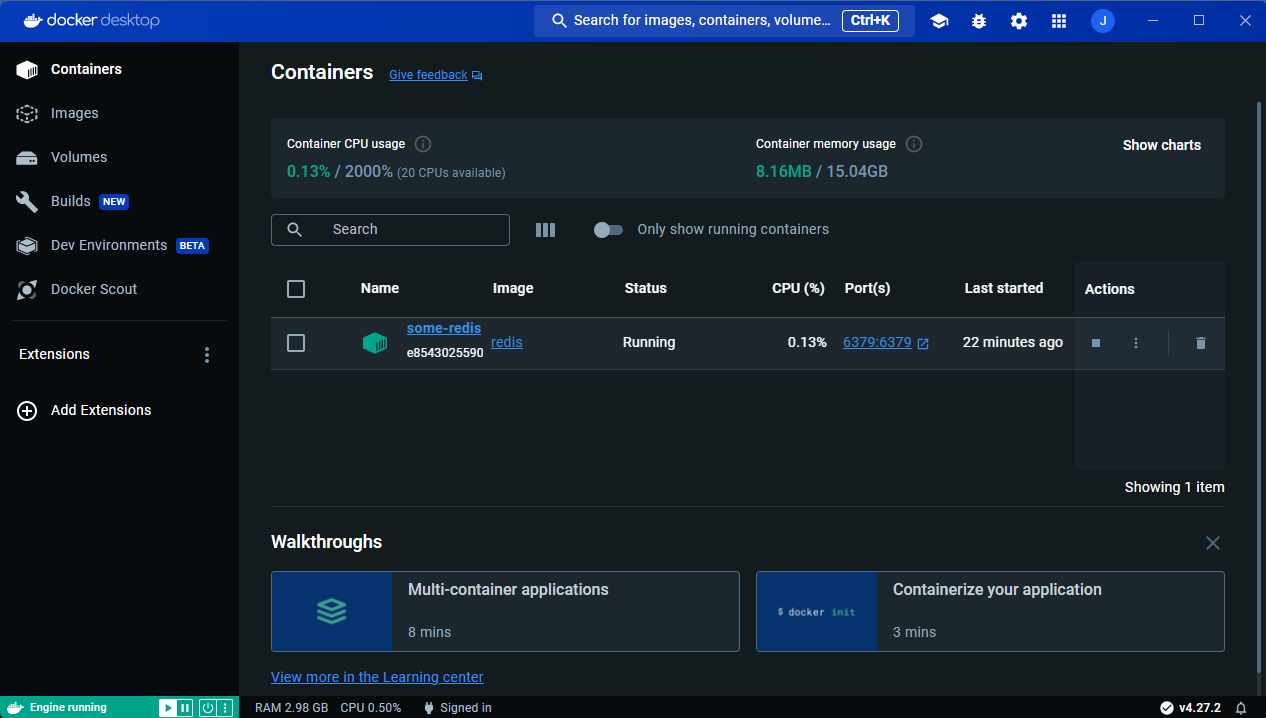 docker desktop
Search for images, containers, volume... Ctrl+K
J
Containers
Images
Volumes
Builds NEW
Dev Environments BETA
Docker Scout
Extensions
Add Extensions
Containers Give feedback
Container CPU usage
0.13% / 2000% (20 CPUs available)
Container memory usage
8.16MB / 15.04GB
Show charts
Search
Only show running containers
Name Image Status CPU (%) Port(s) Last started Actions
some-redis
e8543025590
redis Running 0.13% 6379:6379 22 minutes ago
Showing 1 item
Walkthroughs
Multi-container applications
8 mins
$ docker init
Containerize your application
3 mins
View more in the Learning center
Engine running
RAM 2.98 GB CPU 0.50% Signed in
v4.27.2